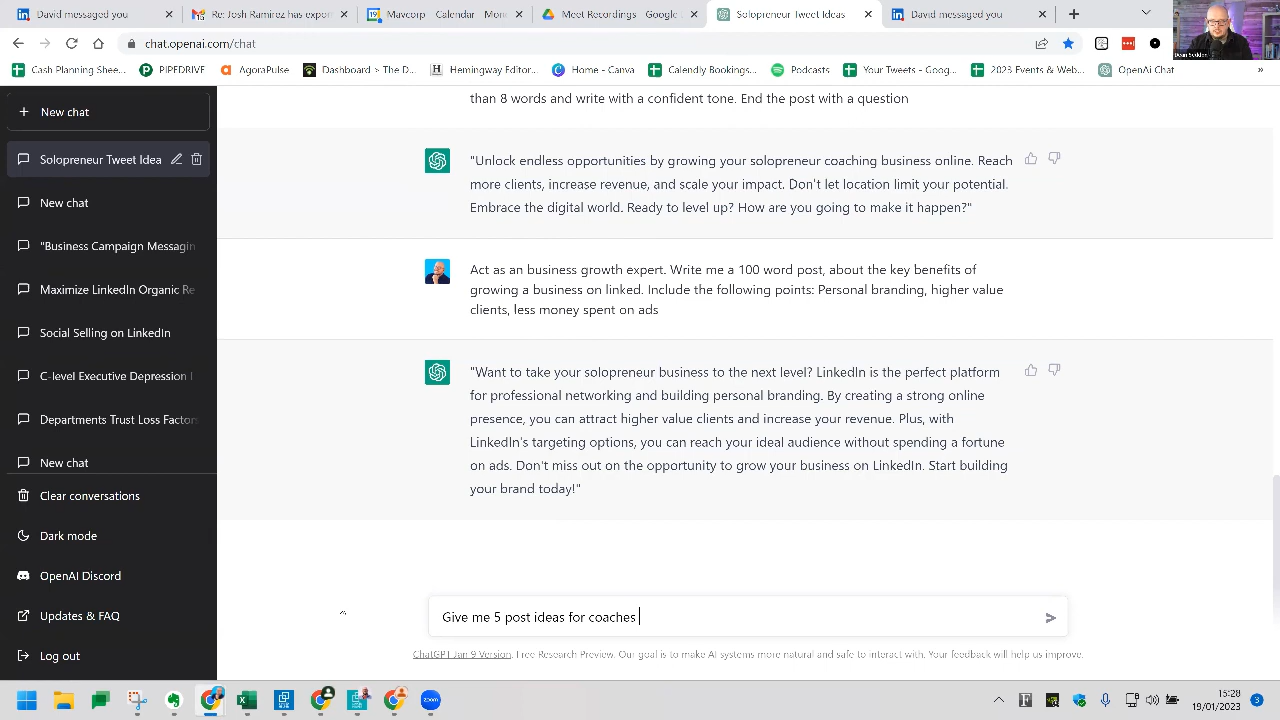 David messaged you
Re: Josh Ramirez has expor
Mavcorp - Calendar
Meet Recordings - Google
Solopreneur Tweet Ideas
messaged you
chat.openai.com/chat
Dean Seddon
Cash Planning Shee...
PIPEDRIVE
AgoraPulse
Dashboard > The D...
Hemingway Editor
Home - Canva
Calendly Bookings...
Podcasts
Your Tweets - Goog...
2023 Events & Web...
OpenAi Chat
»
New chat
Solopreneur Tweet Idea
New chat
"Business Campaign Messagin
Maximize LinkedIn Organic Re
Social Selling on LinkedIn
C-level Executive Depression
Departments Trust Loss Factors
New chat
Clear conversations
Dark mode
OpenAI Discord
Updates & FAQ
Log out
than 8 words and write with a confident tone. End the post with a question
"Unlock endless opportunities by growing your solopreneur coaching business online. Reach
more clients, increase revenue, and scale your impact. Don't let location limit your potential.
Embrace the digital world. Ready to level up? How are you going to make it happen?"
Act as an business growth expert. Write me a 100 word post, about the key benefits of
growing a business on linked. Include the following points: Personal branding, higher value
clients, less money spent on ads
"Want to take your solopreneur business to the next level? LinkedIn is the perfect platform
for professional networking and building personal branding. By creating a strong online
presence, you can attract higher value clients and increase your revenue. Plus, with
LinkedIn's targeting options, you can reach your ideal audience without spending a fortune
on ads. Don't miss out on the opportunity to grow your business on LinkedIn. Start building
your brand today!"
Give me 5 post ideas for coaches
ChatGPT Jan 9 Version. Free Research Preview. Our goal is to make AI systems more natural and safe to interact with. Your feedback will help us improve.
15:28
19/01/2023
3